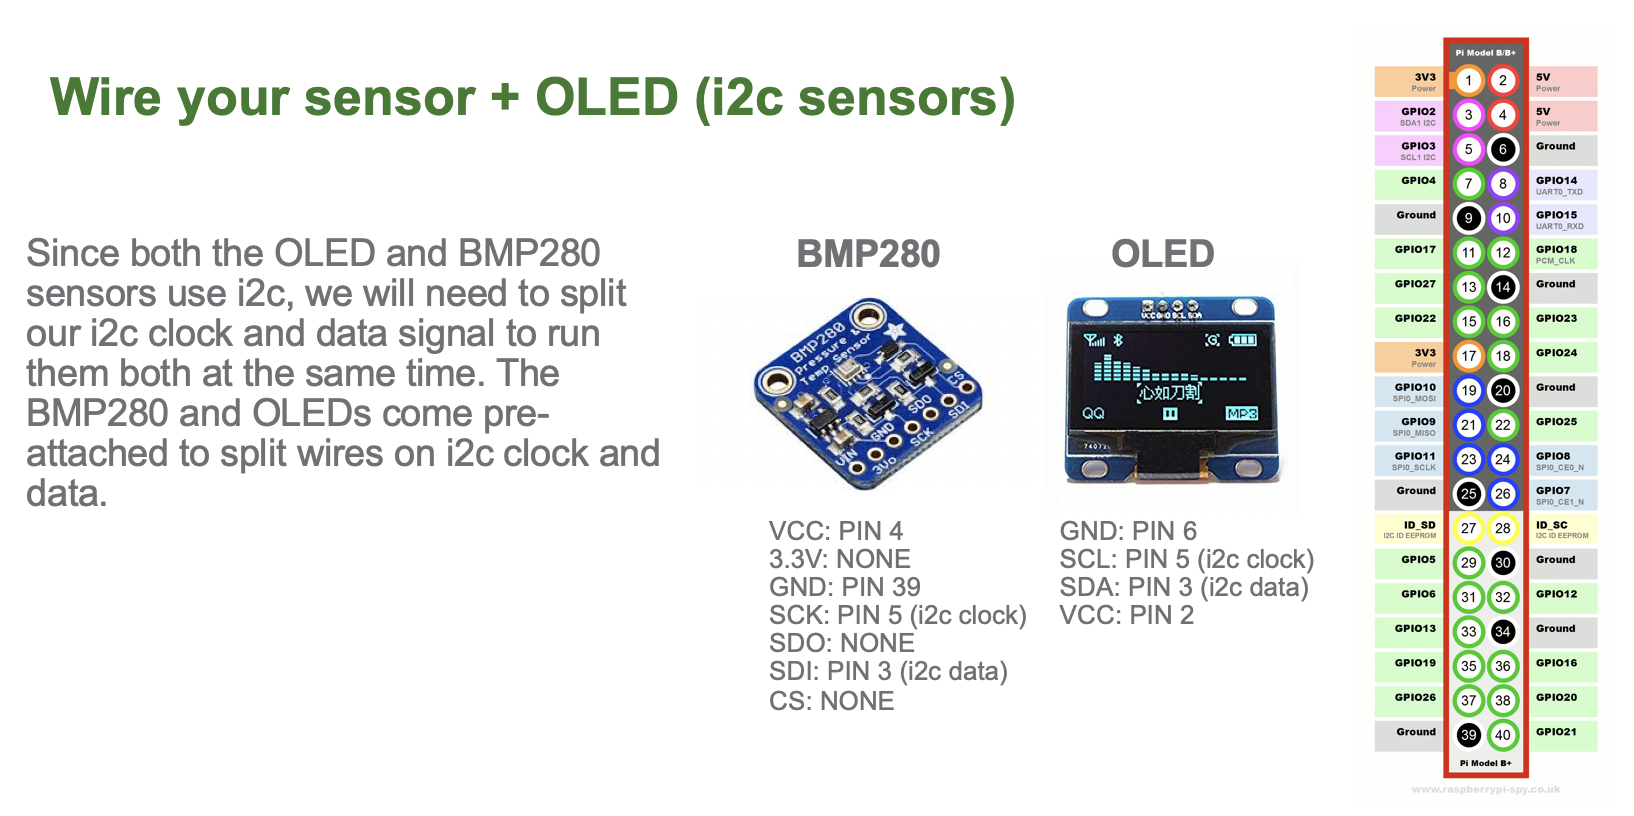 Wire your sensor + OLED (i2c sensors)
Since both the OLED and BMP280
sensors use i2c, we will need to split
our i2c clock and data signal to run
them both at the same time. The
BMP280 and OLEDs come pre-
attached to split wires on i2c clock and
data.
BMP280
BMP280
Pressure &
Temp Sensor
VIN
3Vo
GND
SCK
SDO
SDI
CS
VCC: PIN 4
3.3V: NONE
GND: PIN 39
SCK: PIN 5 (i2c clock)
SDO: NONE
SDI: PIN 3 (i2c data)
CS: NONE
OLED
VCC GND SCL SDA
G
心如刀割
QQ
MP3
GND: PIN 6
SCL: PIN 5 (i2c clock)
SDA: PIN 3 (i2c data)
VCC: PIN 2
Pi Model B/B+
3V3 1 2 5V
Power Power
GPIO2 3 4 5V
SDA1 I2C Power
GPIO3 5 6 Ground
SCL1 I2C
GPIO4 7 8 GPIO14
UART0_TXD
Ground 9 10 GPIO15
UART0_RXD
GPIO17 11 12 GPIO18
PCM_CLK
GPIO27 13 14 Ground
GPIO22 15 16 GPIO23
3V3 17 18 GPIO24
Power
GPIO10 19 20 Ground
SPI0_MOSI
GPIO9 21 22 GPIO25
SPI0_MISO
GPIO11 23 24 GPIO8
SPI0_SCLK SPI0_CE0_N
Ground 25 26 GPIO7
SPI0_CE1_N
ID_SD 27 28 ID_SC
I2C ID EEPROM I2C ID EEPROM
GPIO5 29 30 Ground
GPIO6 31 32 GPIO12
GPIO13 33 34 Ground
GPIO19 35 36 GPIO16
GPIO26 37 38 GPIO20
Ground 39 40 GPIO21
Pi Model B+
www.raspberrypi-spy.co.uk